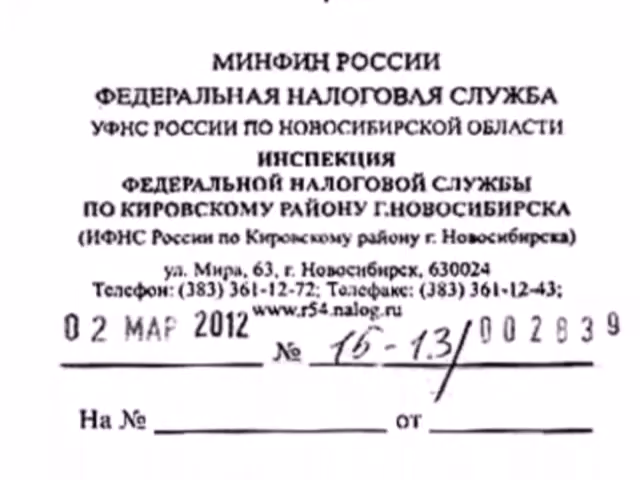 МИНФИН РОССИИ
ФЕДЕРАЛЬНАЯ НАЛОГОВАЯ СЛУЖБА
УФНС РОССИИ ПО НОВОСИБИРСКОЙ ОБЛАСТИ
ИНСПЕКЦИЯ
ФЕДЕРАЛЬНОЙ НАЛОГОВОЙ СЛУЖБЫ
ПО КИРОВСКОМУ РАЙОНУ Г.НОВОСИБИРСКА
(ИФНС России по Кировскому району г. Новосибирска)
ул. Мира, 63, г. Новосибирск, 630024
Телефон: (383) 361-12-72; Телефакс: (383) 361-12-43;
www.r54.nalog.ru
02 МАР 2012 № 15-13/002839
На № от